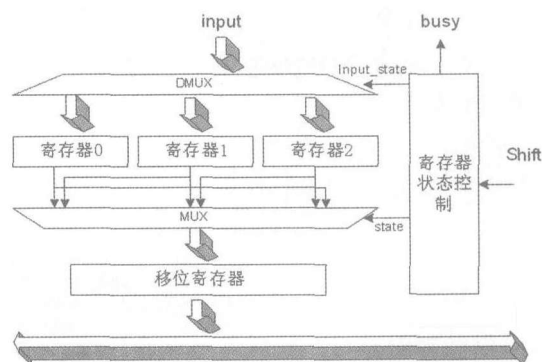 input
busy
DMUX
Input_state
寄存器0
寄存器1
寄存器2
寄存器
状态控
制
Shift
MUX
state
移位寄存器